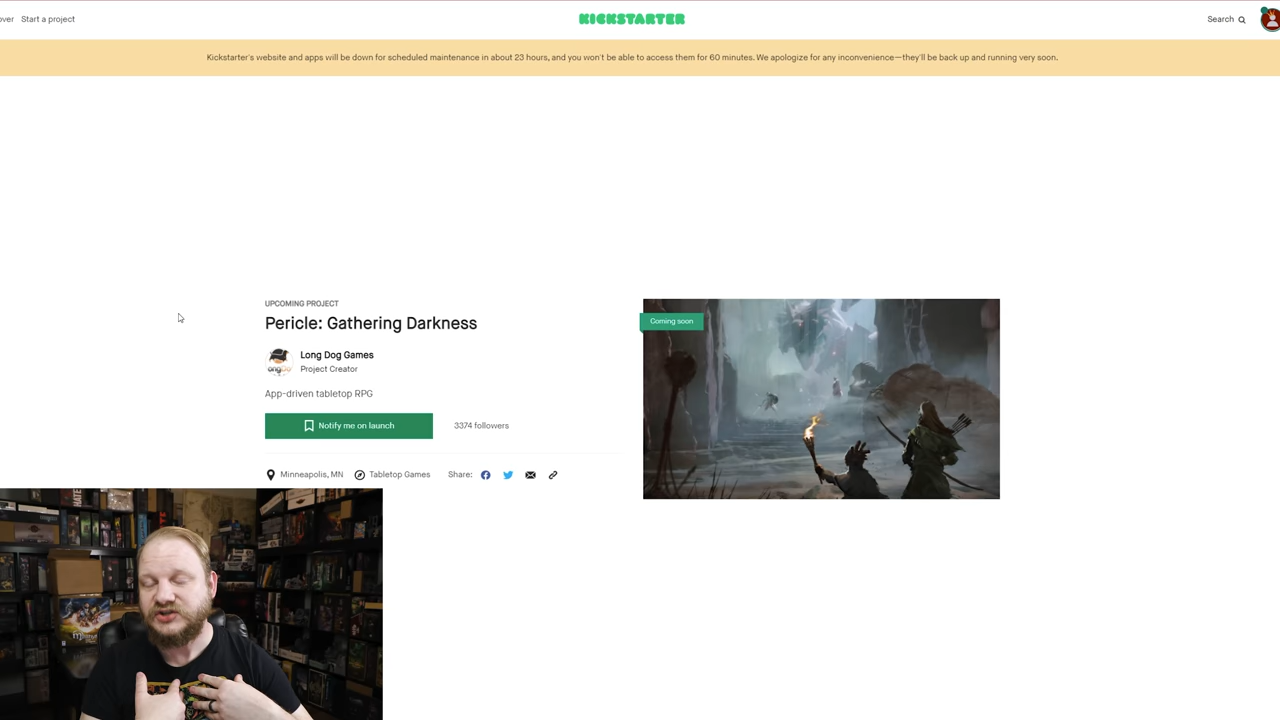 over Start a project
KICKSTARTER
Search
Kickstarter's website and apps will be down for scheduled maintenance in about 23 hours, and you won't be able to access them for 60 minutes. We apologize for any inconvenience—they'll be back up and running very soon.
UPCOMING PROJECT
Pericle: Gathering Darkness
Long Dog Games
Project Creator
App-driven tabletop RPG
Notify me on launch
3374 followers
Minneapolis, MN
Tabletop Games
Share:
Coming soon